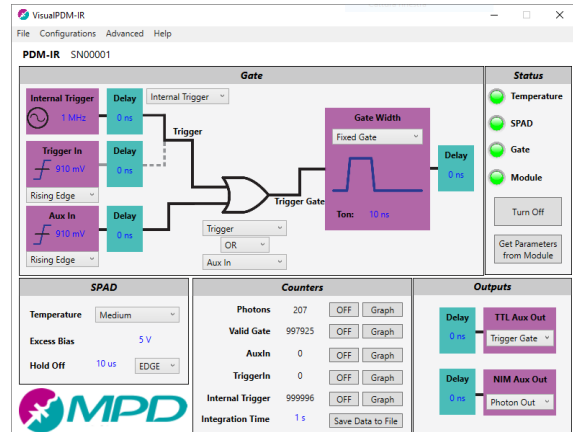 VisualPDM-IR
File Configurations Advanced Help
PDM-IR SN00001
Gate
Internal Trigger
1 MHz
Delay
0 ns
Internal Trigger
Trigger
Trigger In
910 mV
Delay
0 ns
Rising Edge
Aux In
910 mV
Delay
0 ns
Rising Edge
Trigger
OR
Aux In
Trigger Gate
Gate Width
Fixed Gate
Ton: 10 ns
Delay
0 ns
Status
Temperature
SPAD
Gate
Module
Turn Off
Get Parameters
from Module
SPAD
Temperature Medium
Excess Bias 5 V
Hold Off 10 us EDGE
MPD
Counters
Photons 207 OFF Graph
Valid Gate 997925 OFF Graph
AuxIn 0 OFF Graph
TriggerIn 0 OFF Graph
Internal Trigger 999996 OFF Graph
Integration Time 1 s Save Data to File
Outputs
Delay
0 ns
TTL Aux Out
Trigger Gate
Delay
0 ns
NIM Aux Out
Photon Out